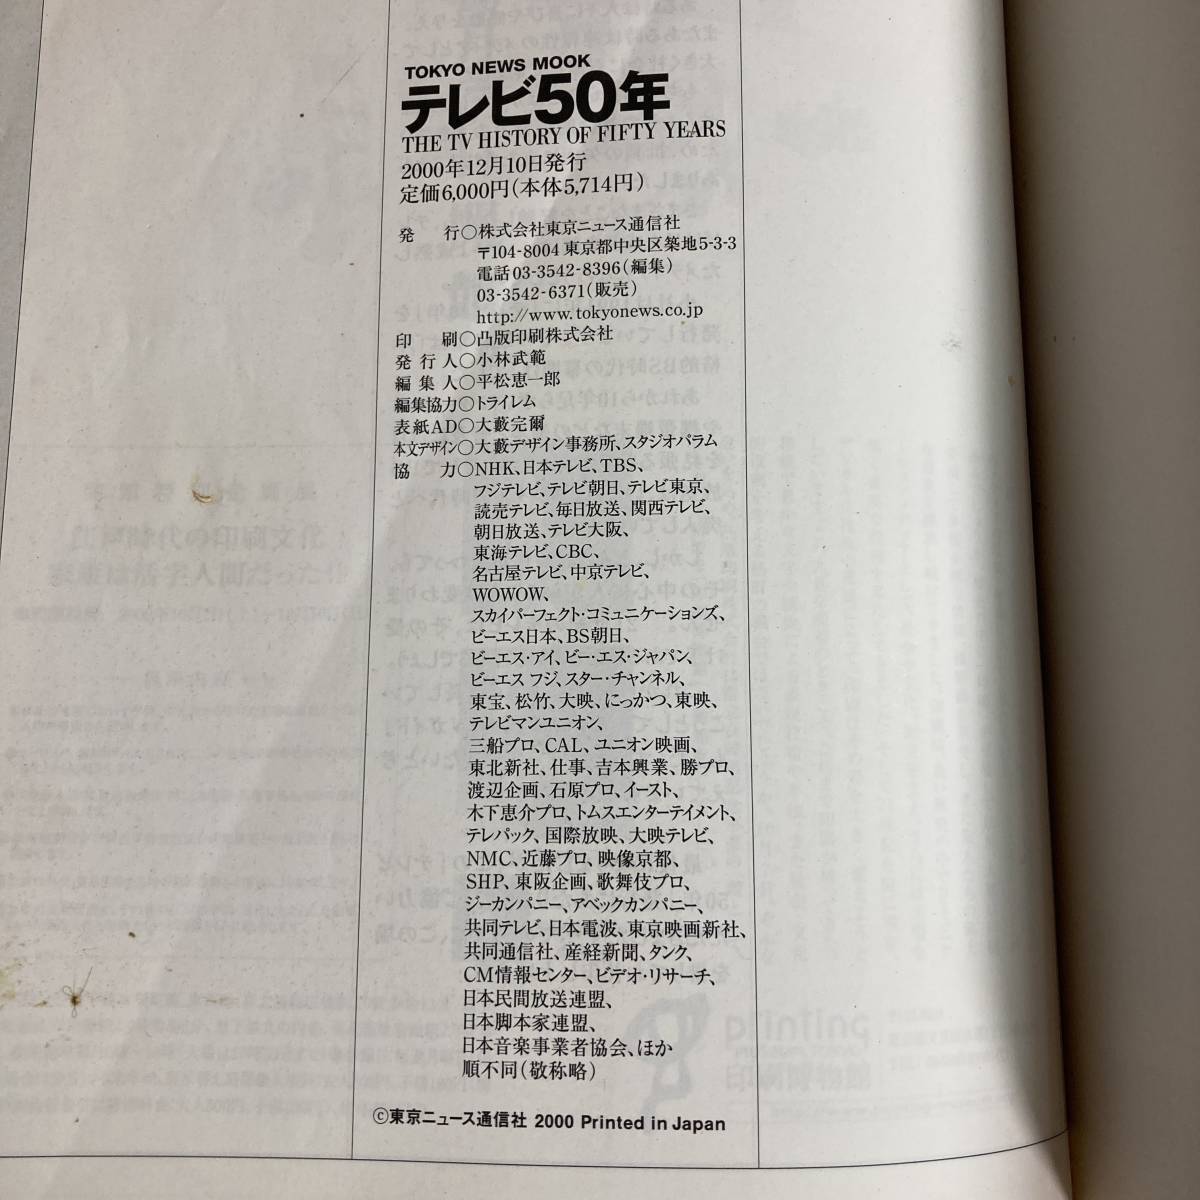 TOKYO NEWS MOOK
テレビ50年
THE TV HISTORY OF FIFTY YEARS
2000年12月10日発行
定価6,000円(本体5,714円)
発　行○株式会社東京ニュース通信社
〒104-8004 東京都中央区築地5-3-3
電話03-3542-8396(編集)
03-3542-6371(販売)
http://www.tokyonews.co.jp
印　刷○凸版印刷株式会社
発行人○小林武範
編集人○平松恵一郎
編集協力○トライレム
表紙AD○大藪完爾
本文デザイン○大藪デザイン事務所、スタジオパラム
協　力○NHK、日本テレビ、TBS、
フジテレビ、テレビ朝日、テレビ東京、
読売テレビ、毎日放送、関西テレビ、
朝日放送、テレビ大阪、
東海テレビ、CBC、
名古屋テレビ、中京テレビ、
WOWOW、
スカイパーフェクト・コミュニケーションズ、
ビーエス日本、BS朝日、
ビーエス・アイ、ビー・エス・ジャパン、
ビーエス フジ、スター・チャンネル、
東宝、松竹、大映、にっかつ、東映、
テレビマンユニオン、
三船プロ、CAL、ユニオン映画、
東北新社、仕事、吉本興業、勝プロ、
渡辺企画、石原プロ、イースト、
木下恵介プロ、トムスエンターテイメント、
テレパック、国際放映、大映テレビ、
NMC、近藤プロ、映像京都、
SHP、東阪企画、歌舞伎プロ、
ジーカンパニー、アベックカンパニー、
共同テレビ、日本電波、東京映画新社、
共同通信社、産経新聞、タンク、
CM情報センター、ビデオ・リサーチ、
日本民間放送連盟、
日本脚本家連盟、
日本音楽事業者協会、ほか
順不同(敬称略)
©東京ニュース通信社 2000 Printed in Japan